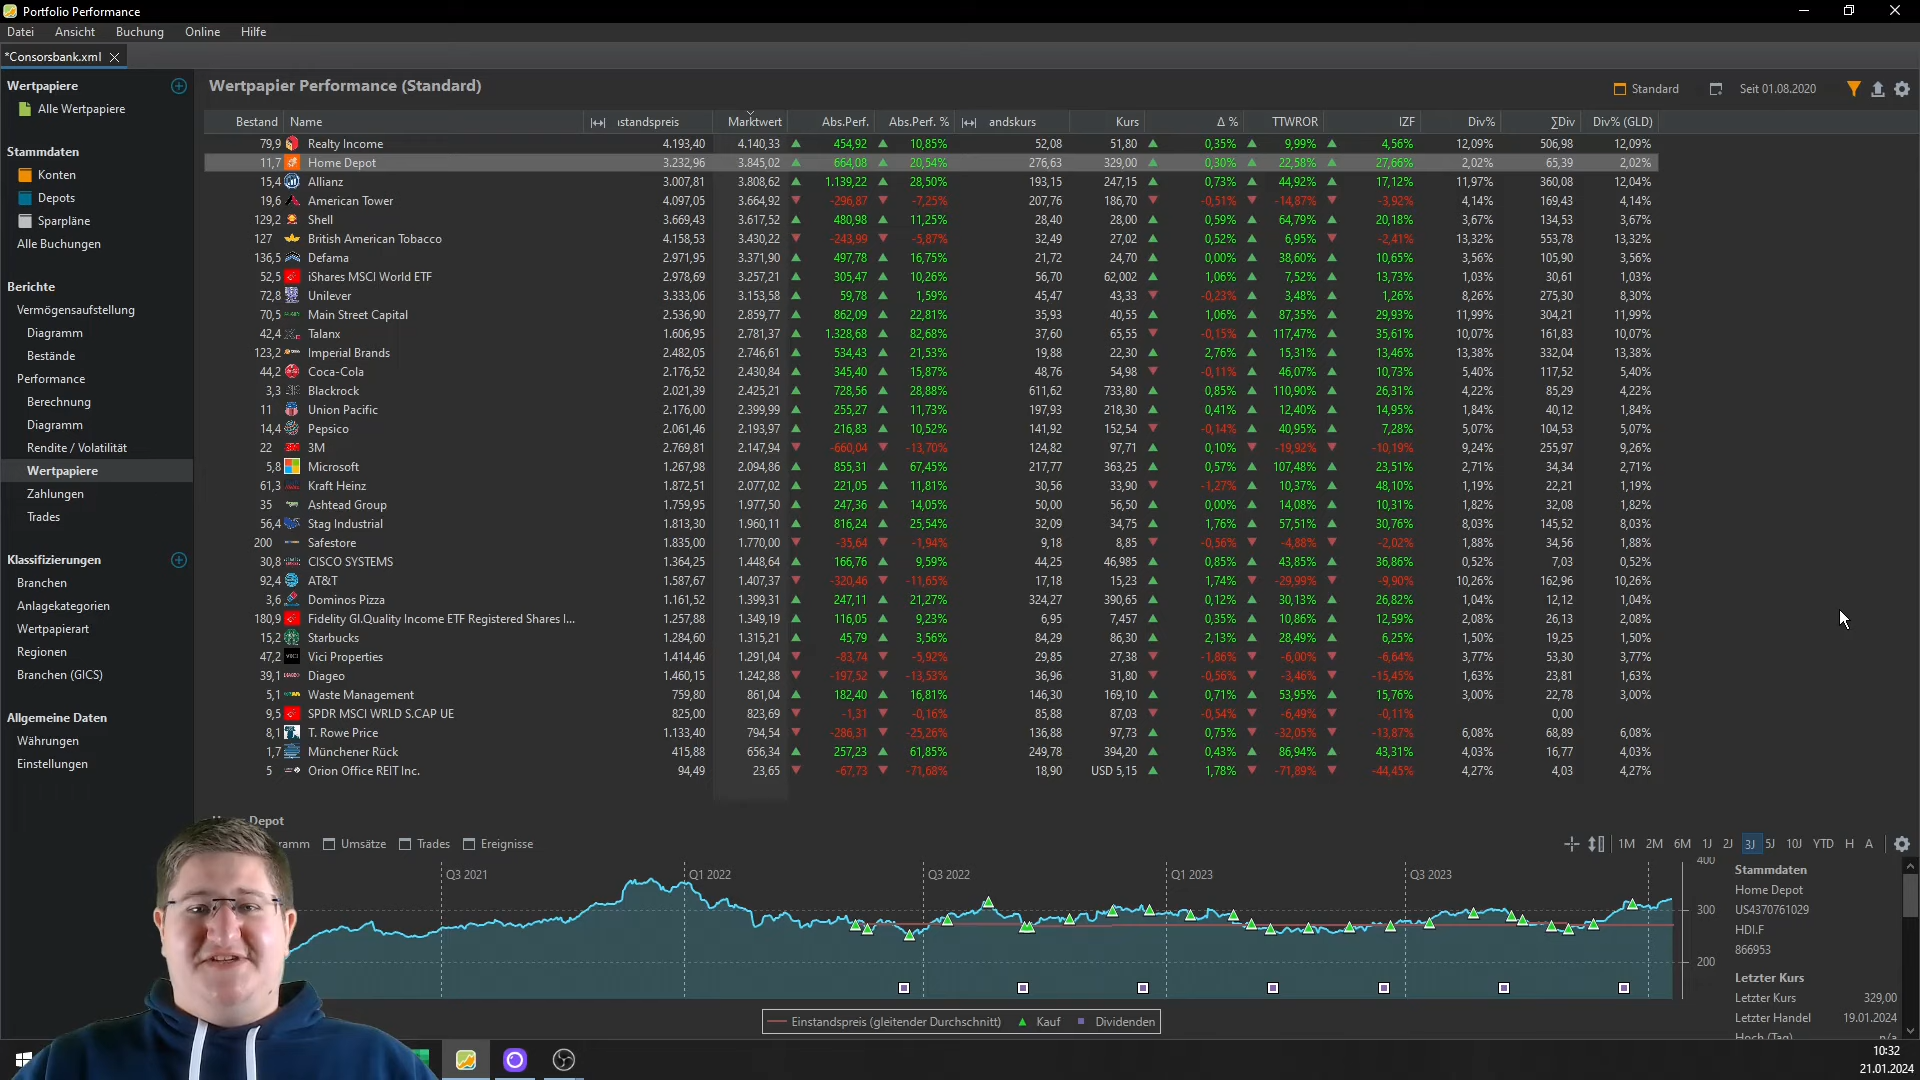 Portfolio Performance
Datei Ansicht Buchung Online Hilfe
*Consorsbank.xml
Wertpapiere
Alle Wertpapiere
Stammdaten
Konten
Depots
Sparpläne
Alle Buchungen
Berichte
Vermögensaufstellung
Diagramm
Bestände
Performance
Berechnung
Diagramm
Rendite / Volatilität
Wertpapiere
Zahlungen
Trades
Klassifizierungen
Branchen
Anlagekategorien
Wertpapierart
Regionen
Branchen (GICS)
Allgemeine Daten
Währungen
Einstellungen
Wertpapier Performance (Standard)
Standard Seit 01.08.2020
Bestand Name ıstandspreis Marktwert Abs.Perf. Abs.Perf. % andskurs Kurs Δ % TTWROR IZF Div% ∑Div Div% (GLD)
79,9 Realty Income 4.193,40 4.140,33 454,92 10,85% 52,08 51,80 0,35% 9,99% 4,56% 12,09% 506,98 12,09%
11,7 Home Depot 3.232,96 3.845,02 664,08 20,54% 276,63 329,00 0,30% 22,58% 27,66% 2,02% 65,39 2,02%
15,4 Allianz 3.007,81 3.808,62 1.139,22 28,50% 193,15 247,15 0,73% 44,92% 17,12% 11,97% 360,08 12,04%
19,6 American Tower 4.097,05 3.664,92 -296,87 -7,25% 207,76 186,70 -0,51% -14,87% -3,92% 4,14% 169,43 4,14%
129,2 Shell 3.669,43 3.617,52 480,98 11,25% 28,40 28,00 0,59% 64,79% 20,18% 3,67% 134,53 3,67%
127 British American Tobacco 4.158,53 3.430,22 -243,99 -5,87% 32,49 27,02 0,52% 6,95% -2,41% 13,32% 553,78 13,32%
136,5 Defama 2.971,95 3.371,90 497,78 16,75% 21,72 24,70 0,00% 38,60% 10,65% 3,56% 105,90 3,56%
52,5 iShares MSCI World ETF 2.978,69 3.257,21 305,47 10,26% 56,70 62,002 1,06% 7,52% 13,73% 1,03% 30,61 1,03%
72,8 Unilever 3.333,06 3.153,58 59,78 1,59% 45,47 43,33 -0,23% 3,48% 1,26% 8,26% 275,30 8,30%
70,5 Main Street Capital 2.536,90 2.859,77 862,09 22,81% 35,93 40,55 1,06% 87,35% 29,93% 11,99% 304,21 11,99%
42,4 Talanx 1.606,95 2.781,37 1.328,68 82,68% 37,60 65,55 -0,15% 117,47% 35,61% 10,07% 161,83 10,07%
123,2 Imperial Brands 2.482,05 2.746,61 534,43 21,53% 19,88 22,30 2,76% 15,31% 13,46% 13,38% 332,04 13,38%
44,2 Coca-Cola 2.176,52 2.430,84 345,40 15,87% 48,76 54,98 -0,11% 46,07% 10,73% 5,40% 117,52 5,40%
3,3 Blackrock 2.021,39 2.425,21 728,56 28,88% 611,62 733,80 0,85% 110,90% 26,31% 4,22% 85,29 4,22%
11 Union Pacific 2.176,00 2.399,99 255,27 11,73% 197,93 218,30 0,41% 12,40% 14,95% 1,84% 40,12 1,84%
14,4 Pepsico 2.061,46 2.193,97 216,83 10,52% 141,92 152,54 -0,14% 40,95% 7,28% 5,07% 104,53 5,07%
22 3M 2.769,81 2.147,94 -660,04 -13,70% 124,82 97,71 0,10% -19,92% -10,19% 9,24% 255,97 9,26%
5,8 Microsoft 1.267,98 2.094,86 855,31 67,45% 217,77 363,25 0,57% 107,48% 23,51% 2,71% 34,34 2,71%
61,3 Kraft Heinz 1.872,51 2.077,02 221,05 11,81% 30,56 33,90 -1,27% 10,37% 48,10% 1,19% 22,21 1,19%
35 Ashtead Group 1.759,95 1.977,50 247,36 14,05% 50,00 56,50 0,00% 14,08% 10,31% 1,82% 32,08 1,82%
56,4 Stag Industrial 1.813,30 1.960,11 816,24 25,54% 32,09 34,75 1,76% 57,51% 30,76% 8,03% 145,52 8,03%
200 Safestore 1.835,00 1.770,00 -35,64 -1,94% 9,18 8,85 -0,56% -4,88% -2,02% 1,88% 34,56 1,88%
30,8 CISCO SYSTEMS 1.364,25 1.448,64 166,76 9,59% 44,25 46,985 0,85% 43,85% 36,86% 0,52% 7,03 0,52%
92,4 AT&T 1.587,67 1.407,37 -320,46 -11,65% 17,18 15,23 1,74% -29,99% -9,90% 10,26% 162,96 10,26%
3,6 Dominos Pizza 1.161,52 1.399,31 247,11 21,27% 324,27 390,65 0,12% 30,13% 26,82% 1,04% 12,12 1,04%
180,9 Fidelity Gl.Quality Income ETF Registered Shares I... 1.257,88 1.349,19 116,05 9,23% 6,95 7,457 0,35% 10,86% 12,59% 2,08% 26,13 2,08%
15,2 Starbucks 1.284,60 1.315,21 45,79 3,56% 84,29 86,30 2,13% 28,49% 6,25% 1,50% 19,25 1,50%
47,2 Vici Properties 1.414,46 1.291,04 -83,74 -5,92% 29,85 27,38 -1,86% -6,00% -6,64% 3,77% 53,30 3,77%
39,1 Diageo 1.460,15 1.242,88 -197,52 -13,53% 36,96 31,80 -0,56% -3,46% -15,45% 1,63% 23,81 1,63%
5,1 Waste Management 759,80 861,04 182,40 16,81% 146,30 169,10 0,71% 53,95% 15,76% 3,00% 22,78 3,00%
9,5 SPDR MSCI WRLD S.CAP UE 825,00 823,69 -1,31 -0,16% 85,88 87,03 -0,54% -6,49% -0,11% 0,00
8,1 T. Rowe Price 1.133,40 794,54 -286,31 -25,26% 136,88 97,73 0,75% -32,05% -13,87% 6,08% 68,89 6,08%
1,7 Münchener Rück 415,88 656,34 257,23 61,85% 249,78 394,20 0,43% 86,94% 43,31% 4,03% 16,77 4,03%
5 Orion Office REIT Inc. 94,49 23,65 -67,73 -71,68% 18,90 USD 5,15 1,78% -71,89% -44,45% 4,27% 4,03 4,27%
Depot
ramm Umsätze Trades Ereignisse
1M 2M 6M 1J 2J 3J 5J 10J YTD H A
Q3 2021 Q1 2022 Q3 2022 Q1 2023 Q3 2023
400
300
200
Einstandspreis (gleitender Durchschnitt) Kauf Dividenden
Stammdaten
Home Depot
US4370761029
HDI.F
866953
Letzter Kurs
Letzter Kurs 329,00
Letzter Handel 19.01.2024
Hoch (Tag) n/a
10:32
21.01.2024